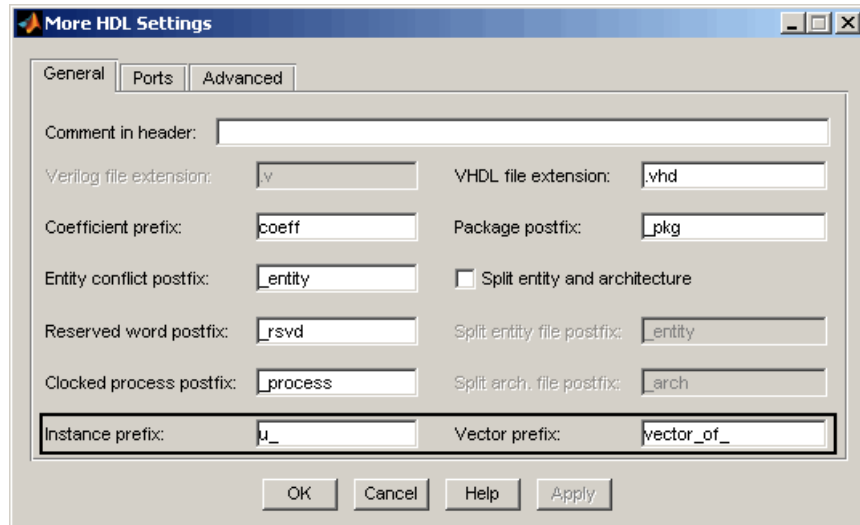 More HDL Settings
General Ports Advanced
Comment in header:
Verilog file extension: .v VHDL file extension: .vhd
Coefficient prefix: coeff Package postfix: _pkg
Entity conflict postfix: _entity Split entity and architecture
Reserved word postfix: _rsvd Split entity file postfix: _entity
Clocked process postfix: _process Split arch. file postfix: _arch
Instance prefix: u_ Vector prefix: vector_of_
OK Cancel Help Apply